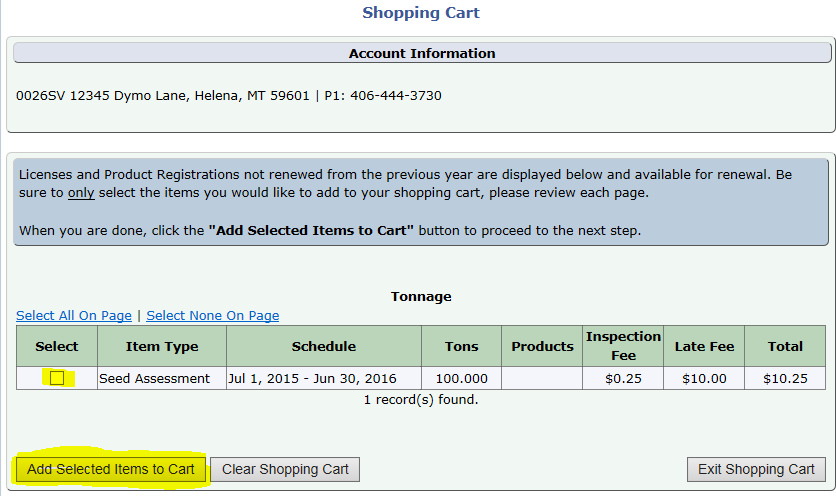 Shopping Cart
Account Information
0026SV 12345 Dymo Lane, Helena, MT 59601 | P1: 406-444-3730
Licenses and Product Registrations not renewed from the previous year are displayed below and available for renewal. Be
sure to only select the items you would like to add to your shopping cart, please review each page.
When you are done, click the "Add Selected Items to Cart" button to proceed to the next step.
Tonnage
Select All On Page | Select None On Page
Select Item Type Schedule Tons Products Inspection Fee Late Fee Total
Seed Assessment Jul 1, 2015 - Jun 30, 2016 100.000 $0.25 $10.00 $10.25
1 record(s) found.
Add Selected Items to Cart Clear Shopping Cart Exit Shopping Cart